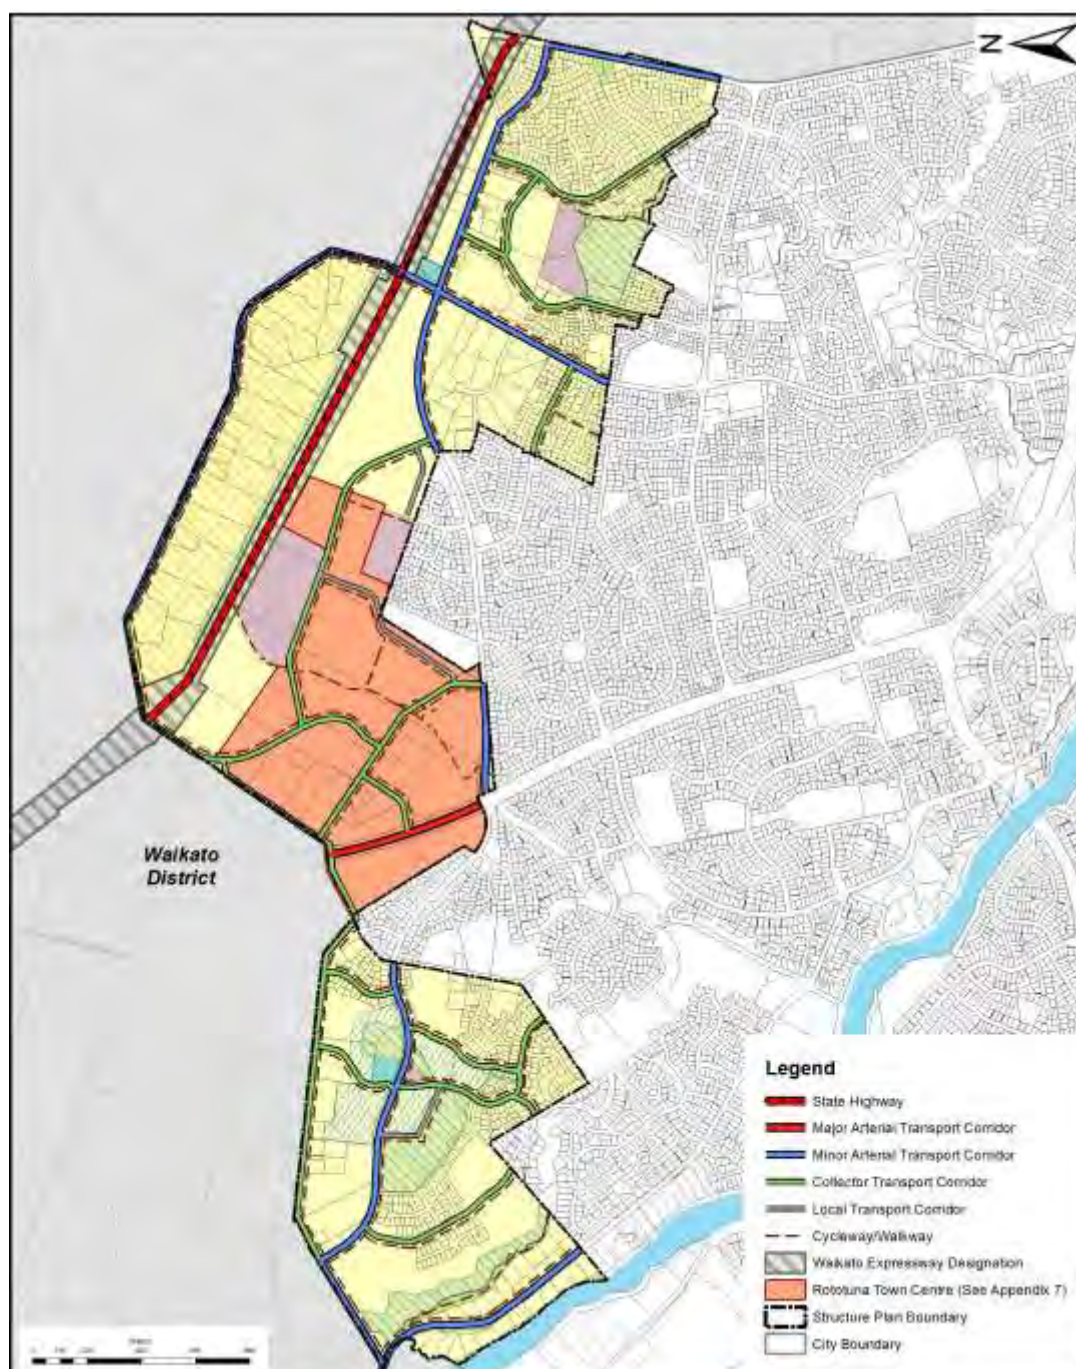 N
Waikato
District
Legend
State Highway
Major Arterial Transport Corridor
Minor Arterial Transport Corridor
Collector Transport Corridor
Local Transport Corridor
Cycleway/Walkway
Waikato Expressway Designation
Rototuna Town Centre (See Appendix 7)
Structure Plan Boundary
City Boundary